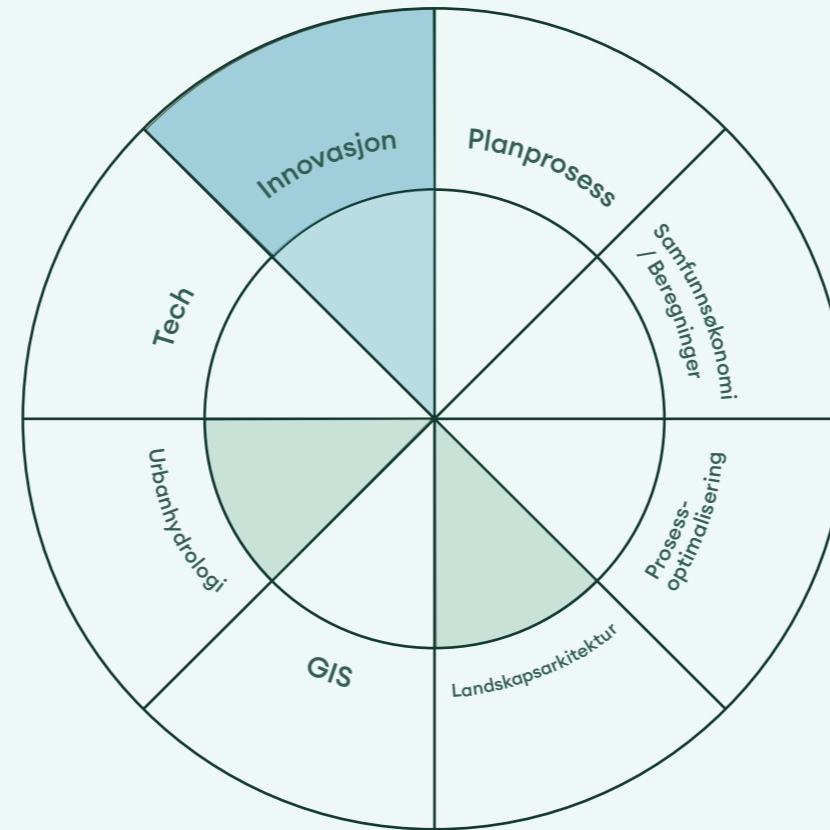 Innovasjon
Planprosess
Samfunnsøkonomi
/ Beregninger
Prosess-
optimalisering
Landskapsarkitektur
GIS
Urbanhydrologi
Tech